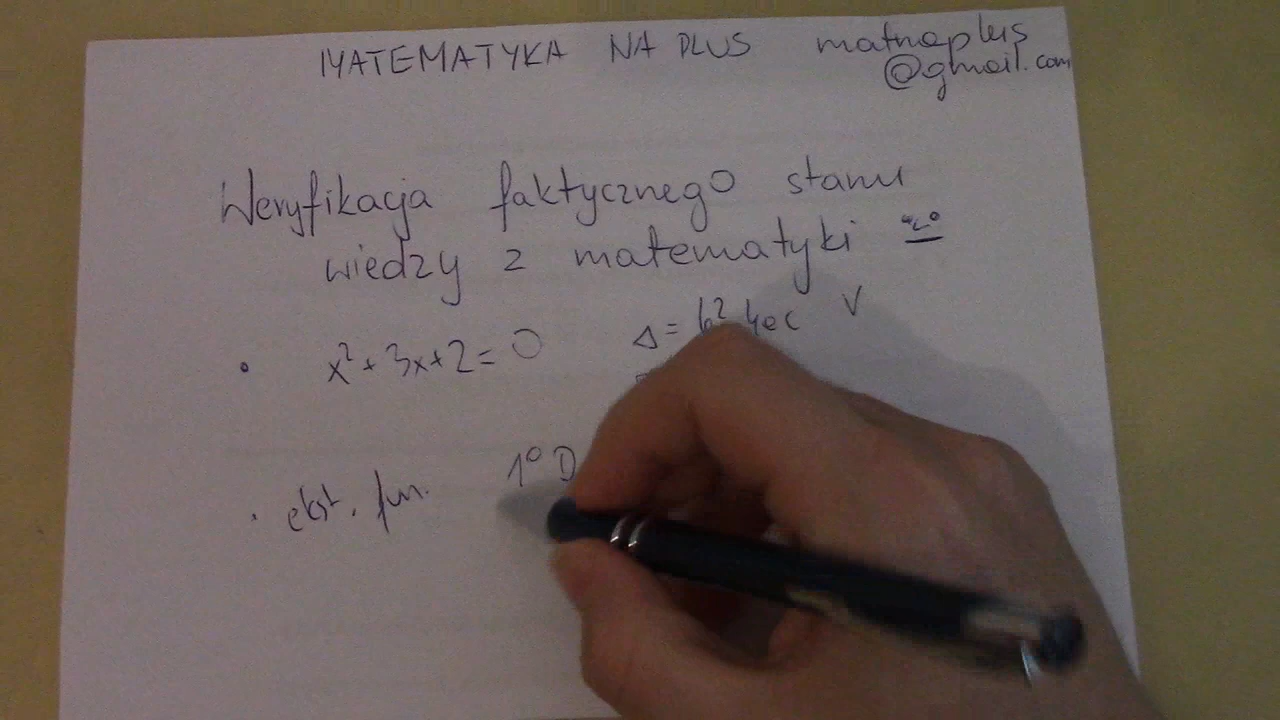 MATEMATYKA NA PLUS matnaplus
@gmail.com
Weryfikacja faktycznego stanu
wiedzy z matematyki
• x² + 3x + 2 = 0 Δ = b² 4ac V
• ekst. fun. 1° D